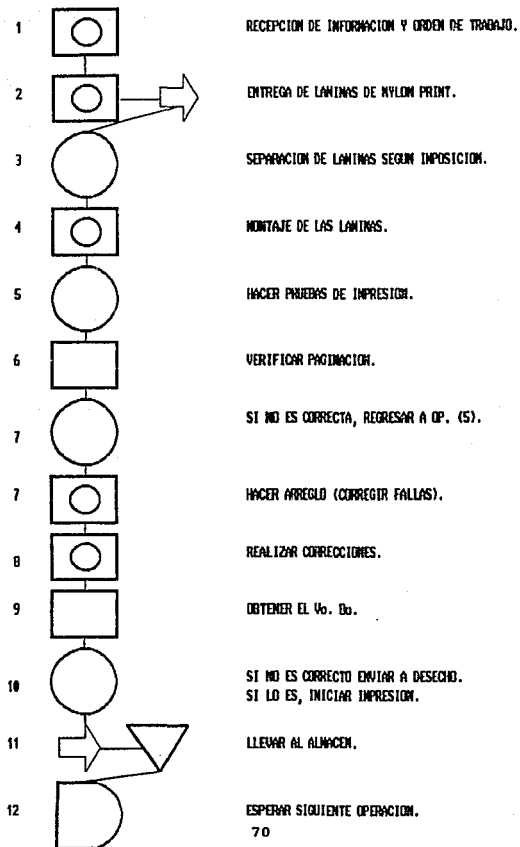 1 RECEPCION DE INFORMACION Y ORDEN DE TRABAJO.
2 ENTREGA DE LAMINAS DE NYLON PRINT.
3 SEPARACION DE LAMINAS SEGUN IMPOSICION.
4 MONTAJE DE LAS LAMINAS.
5 HACER PRUEBAS DE IMPRESION.
6 VERIFICAR PAGINACION.
7 SI NO ES CORRECTA, REGRESAR A OP. (5).
7 HACER ARREGLO (CORREGIR FALLAS).
8 REALIZAR CORRECCIONES.
9 OBTENER EL Vo. Bo.
10 SI NO ES CORRECTO ENVIAR A DESECHO.
SI LO ES, INICIAR IMPRESION.
11 LLEVAR AL ALMACEN.
12 ESPERAR SIGUIENTE OPERACION.
70